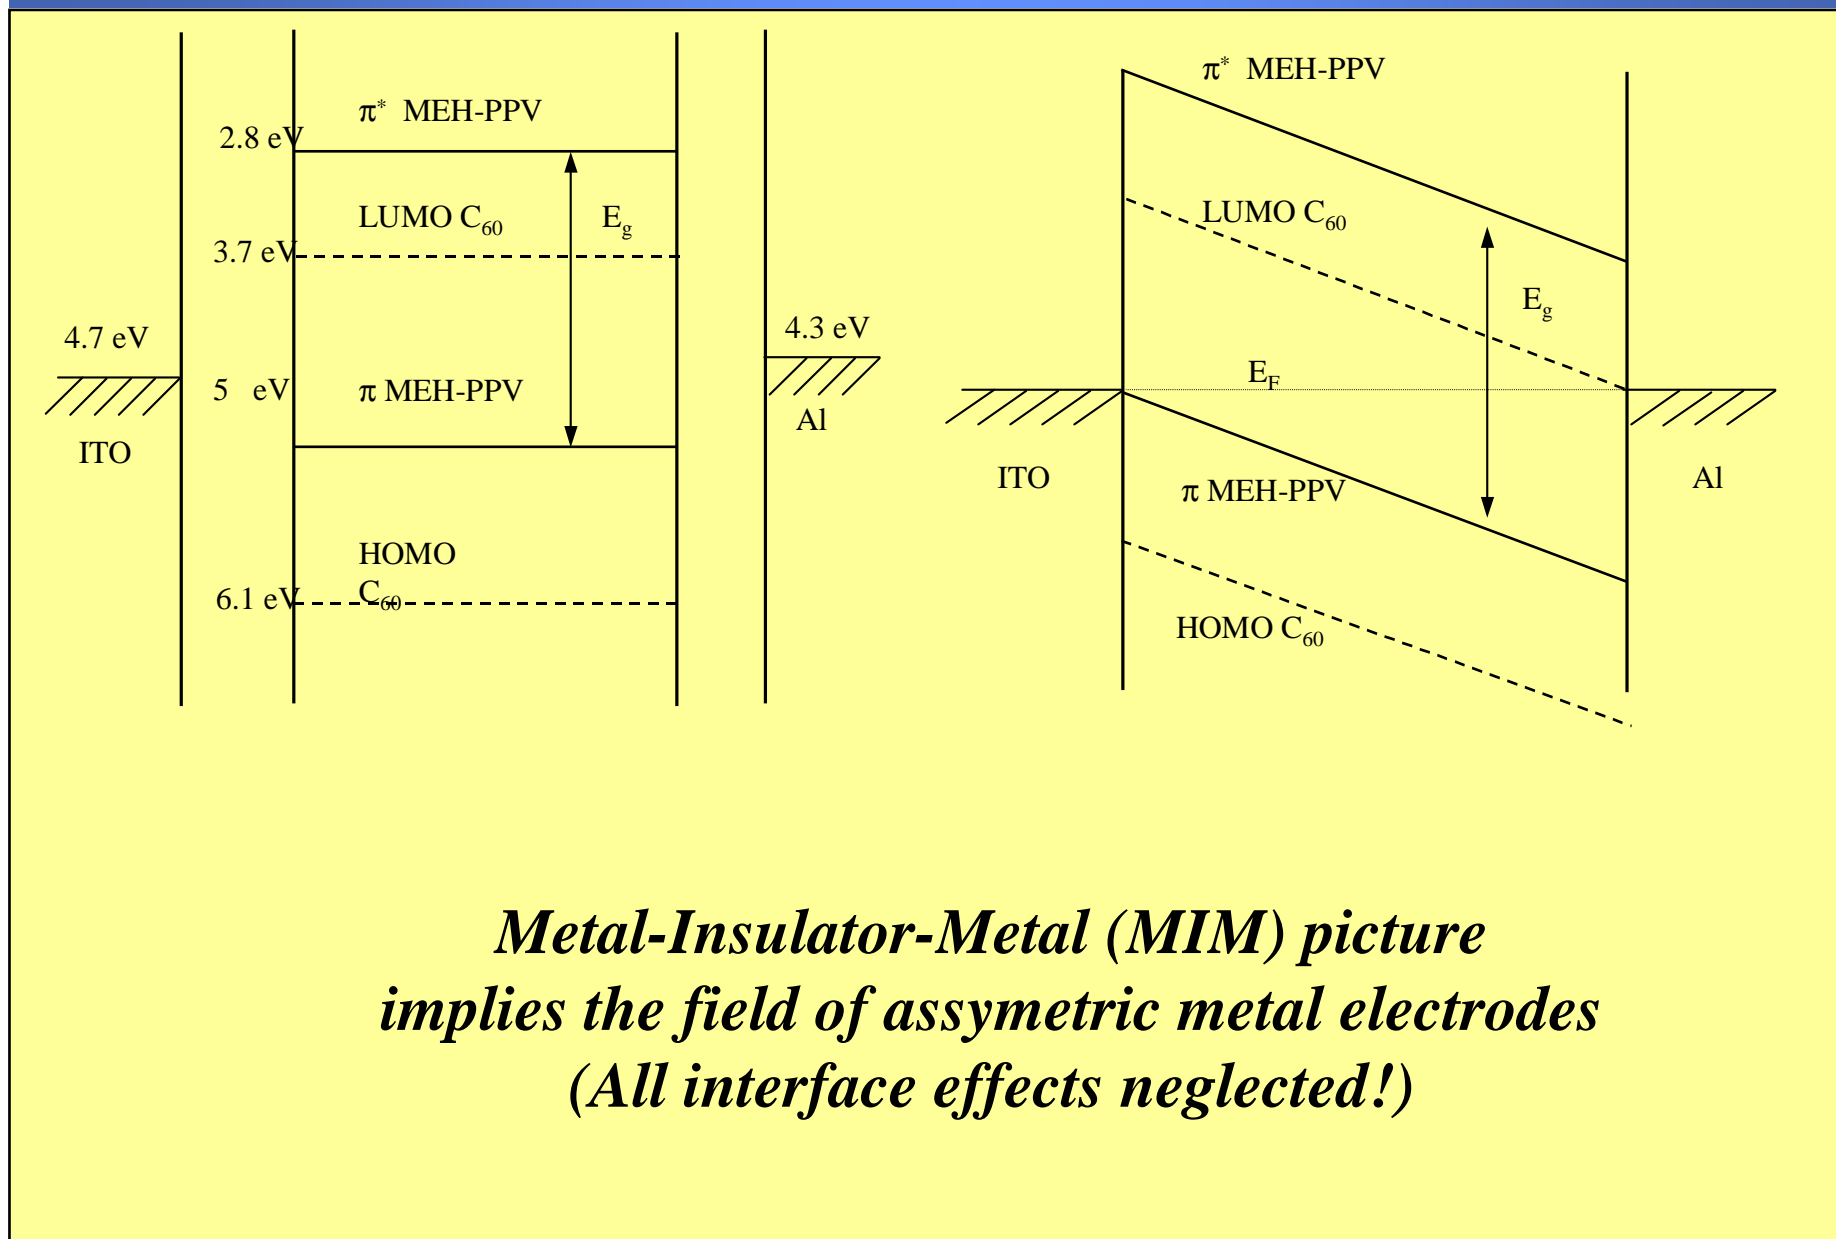 π* MEH-PPV
2.8 eV
LUMO C60
Eg
3.7 eV
4.7 eV
4.3 eV
5 eV
π MEH-PPV
Al
ITO
HOMO
C60
6.1 eV
π* MEH-PPV
LUMO C60
Eg
EF
ITO
π MEH-PPV
Al
HOMO C60
Metal-Insulator-Metal (MIM) picture
implies the field of assymetric metal electrodes
(All interface effects neglected!)